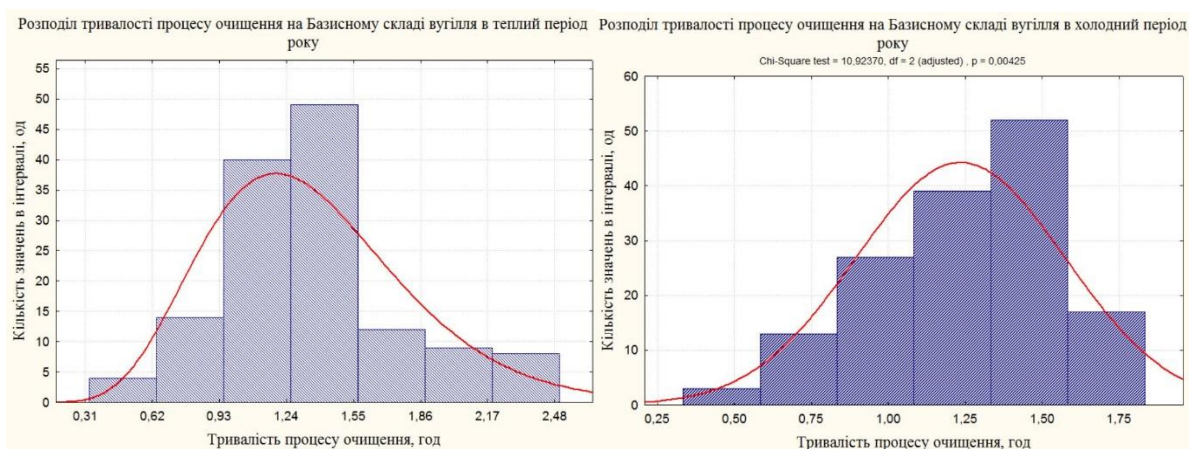 Розподіл тривалості процесу очищення на Базисному складі вугілля в теплий період
року
55
50
45
40
35
30
25
20
15
10
5
0
Кількість значень в інтервалі, од
0,31 0,62 0,93 1,24 1,55 1,86 2,17 2,48
Тривалість процесу очищення, год
Розподіл тривалості процесу очищення на Базисному складі вугілля в холодний період
року
Chi-Square test = 10,92370, df = 2 (adjusted) , p = 0,00425
60
50
40
30
20
10
0
Кількість значень в інтервалі, од
0,25 0,50 0,75 1,00 1,25 1,50 1,75
Тривалість процесу очищення, год